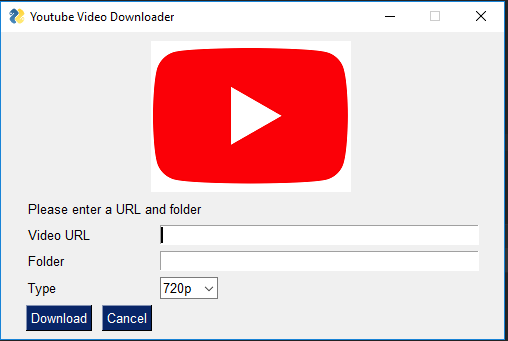 Youtube Video Downloader
Please enter a URL and folder
Video URL
Folder
Type 720p
Download Cancel